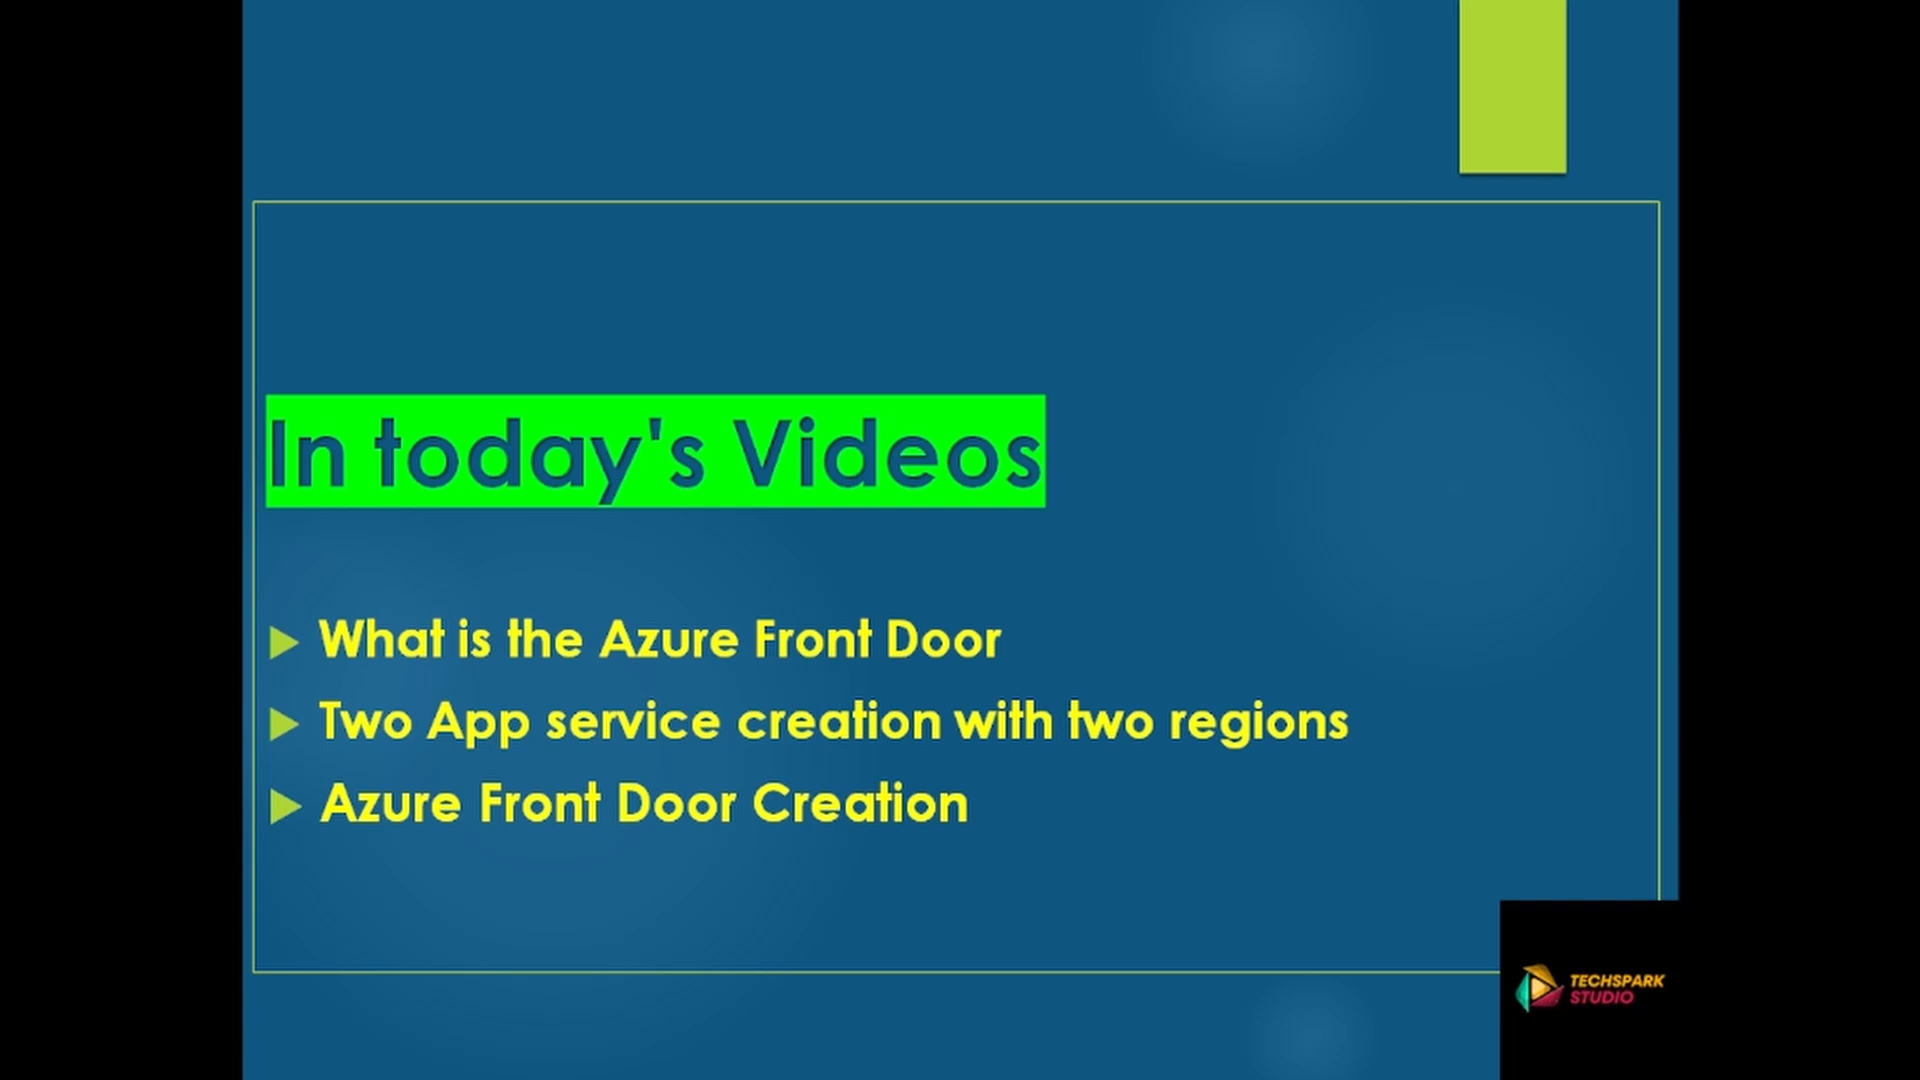 In today's Videos
What is the Azure Front Door
Two App service creation with two regions
Azure Front Door Creation
TECHSPARK
STUDIO